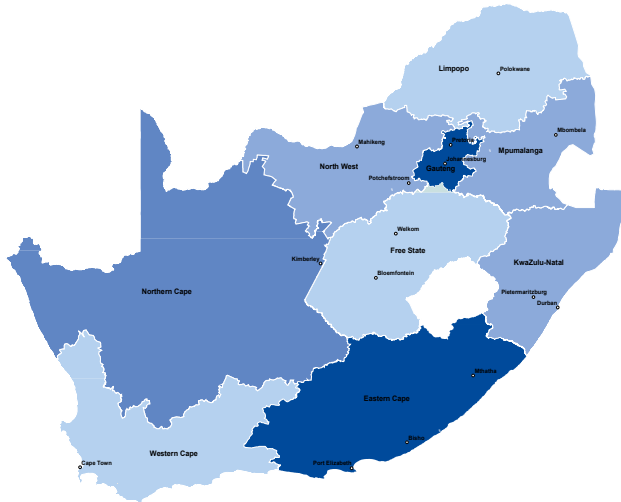 Limpopo
Polokwane
Mbombela
Mahikeng
Pretoria
Mpumalanga
North West
Johannesburg
Gauteng
Potchefstroom
Welkom
Free State
Kimberley
KwaZulu-Natal
Bloemfontein
Northern Cape
Pietermaritzburg
Durban
Mthatha
Eastern Cape
Bisho
Western Cape
Cape Town
Port Elizabeth